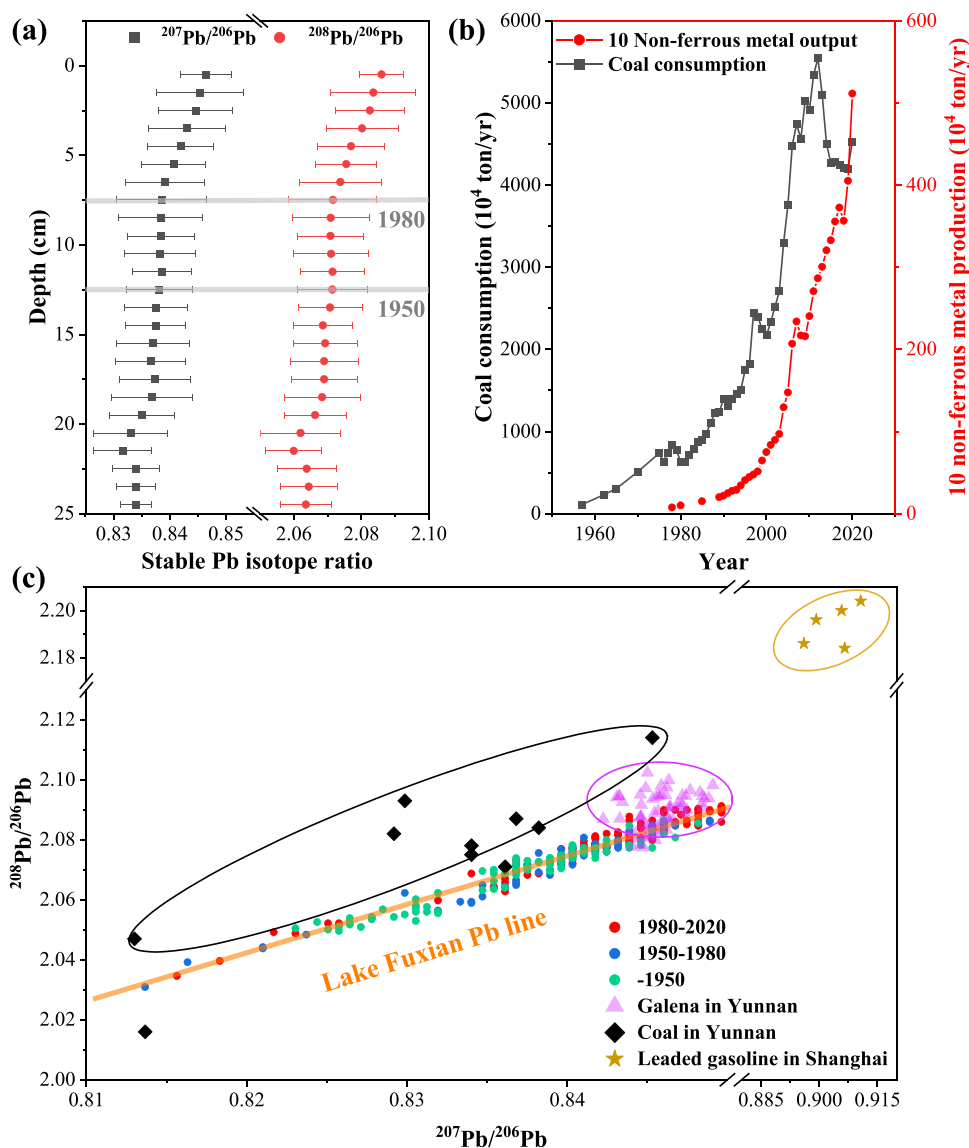 (a)
²⁰⁷Pb/²⁰⁶Pb
²⁰⁸Pb/²⁰⁶Pb
0
5
10
15
20
25
Depth (cm)
1980
1950
0.83
0.84
0.85
2.06
2.08
2.10
Stable Pb isotope ratio
(b)
10 Non-ferrous metal output
Coal consumption
6000
5000
4000
3000
2000
1000
0
Coal consumption (10⁴ ton/yr)
600
400
200
0
10 non-ferrous metal production (10⁴ ton/yr)
1960
1980
2000
2020
Year
(c)
2.20
2.18
2.12
2.10
2.08
2.06
2.04
2.02
2.00
²⁰⁸Pb/²⁰⁶Pb
Lake Fuxian Pb line
1980-2020
1950-1980
-1950
Galena in Yunnan
Coal in Yunnan
Leaded gasoline in Shanghai
0.81
0.82
0.83
0.84
0.885
0.900
0.915
²⁰⁷Pb/²⁰⁶Pb